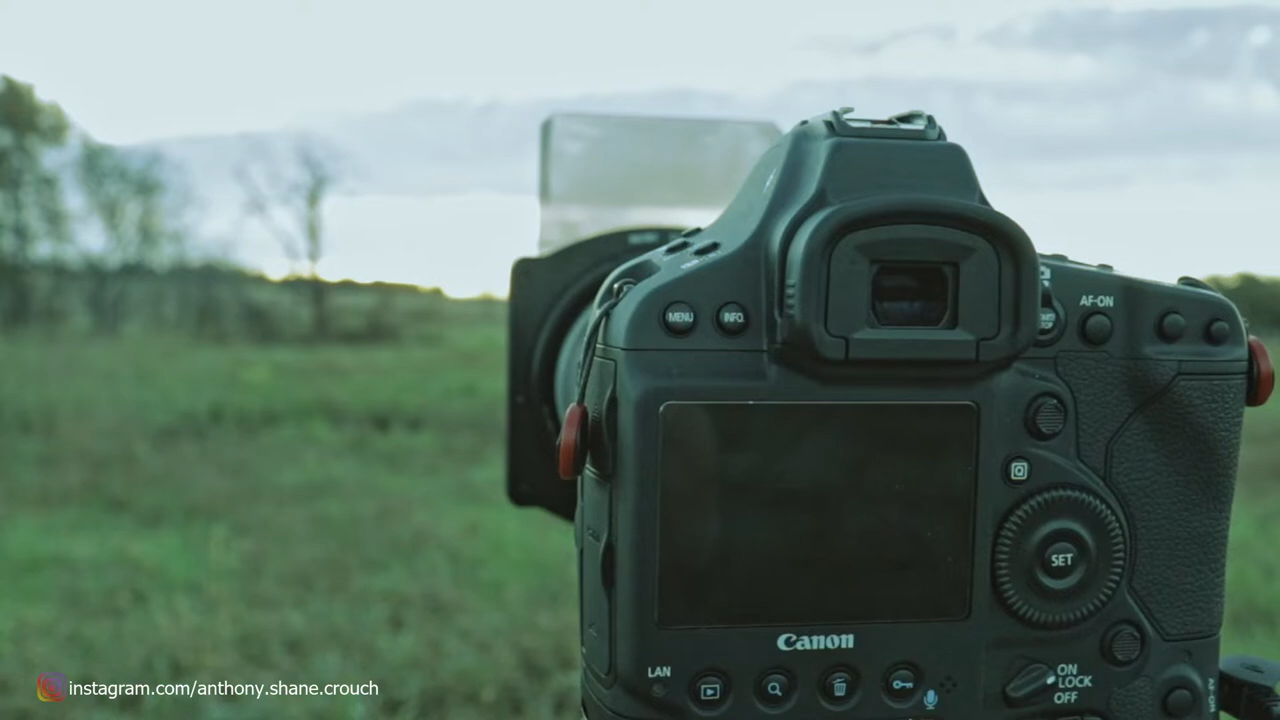 MENU
INFO.
AF-ON
Q
SET
Canon
LAN
ON
LOCK
OFF
instagram.com/anthony.shane.crouch